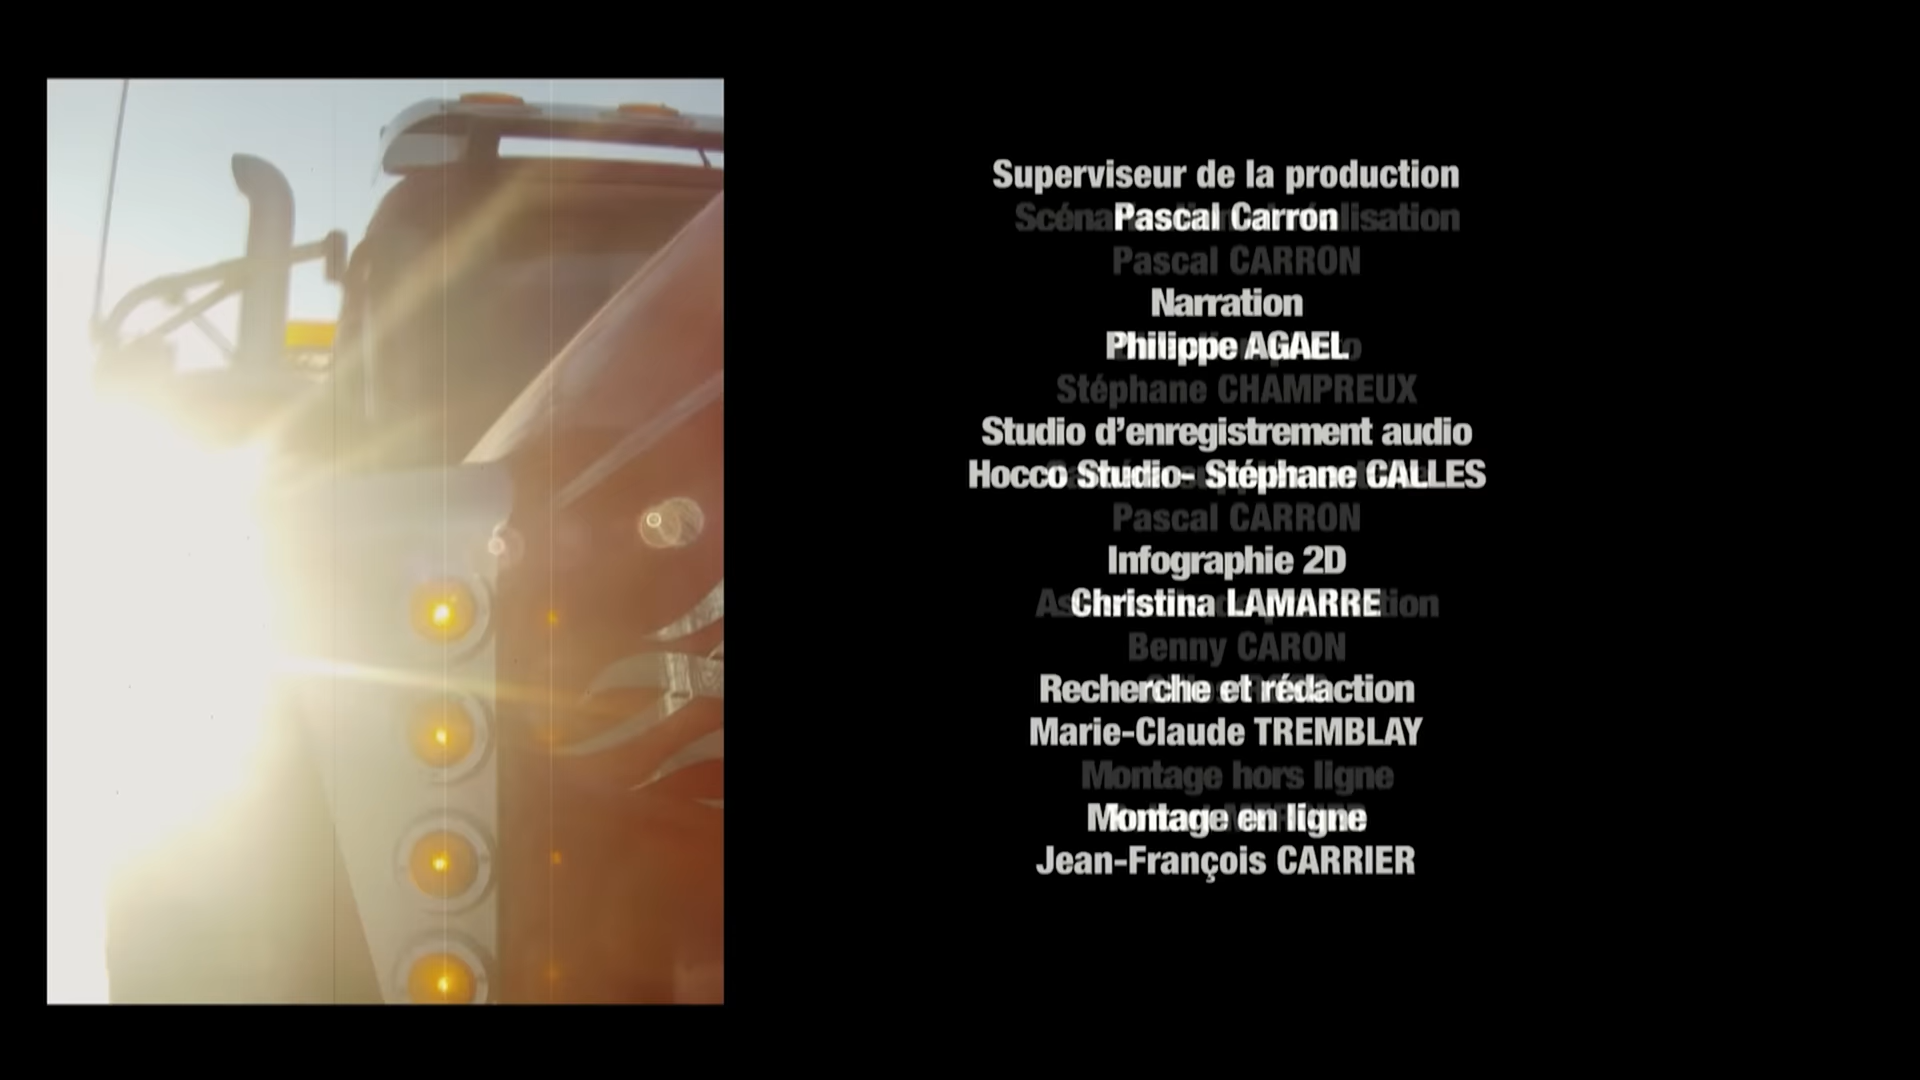 Superviseur de la production
Pascal Carron
Pascal CARRON
Narration
Philippe AGAEL
Stéphane CHAMPREUX
Studio d’enregistrement audio
Hocco Studio- Stéphane CALLES
Pascal CARRON
Infographie 2D
Christina LAMARRE
Benny CARON
Recherche et rédaction
Marie-Claude TREMBLAY
Montage hors ligne
Montage en ligne
Jean-François CARRIER